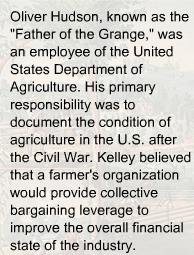 Oliver Hudson, known as the
"Father of the Grange," was
an employee of the United
States Department of
Agriculture. His primary
responsibility was to
document the condition of
agriculture in the U.S. after
the Civil War. Kelley believed
that a farmer's organization
would provide collective
bargaining leverage to
improve the overall financial
state of the industry.